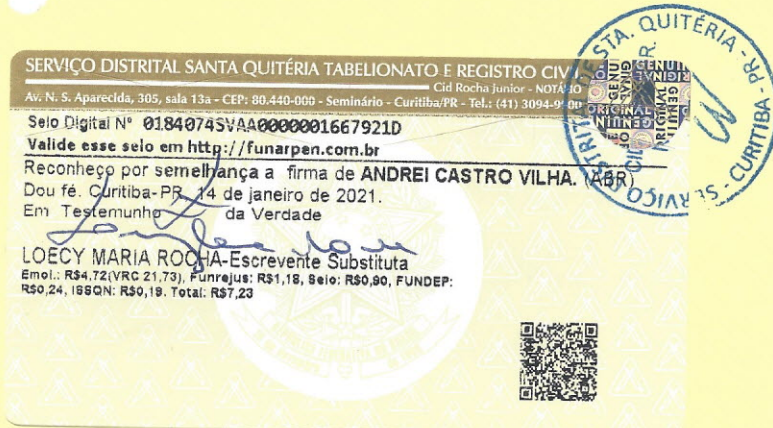 SERVIÇO DISTRITAL SANTA QUITÉRIA TABELIONATO E REGISTRO CIVIL
Cid Rocha Junior - NOTÁRIO
Av. N. S. Aparecida, 305, sala 13a - CEP: 80.440-000 - Seminário - Curitiba/PR - Tel.: (41) 3094-9900
Selo Digital Nº 0184074SVAA0000001667921D
Valide esse selo em http://funarpen.com.br
Reconheço por semelhança a firma de ANDREI CASTRO VILHA. (ABR)
Dou fé. Curitiba-PR, 14 de janeiro de 2021.
Em Testemunho da Verdade
LOECY MARIA ROCHA-Escrevente Substituta
Emol.: R$4,72(VRC 21,73), Funrejus: R$1,18, Selo: R$0,90, FUNDEP:
R$0,24, ISSQN: R$0,19. Total: R$7,23
STA. QUITÉRIA - CURITIBA - PR.
SERVIÇO